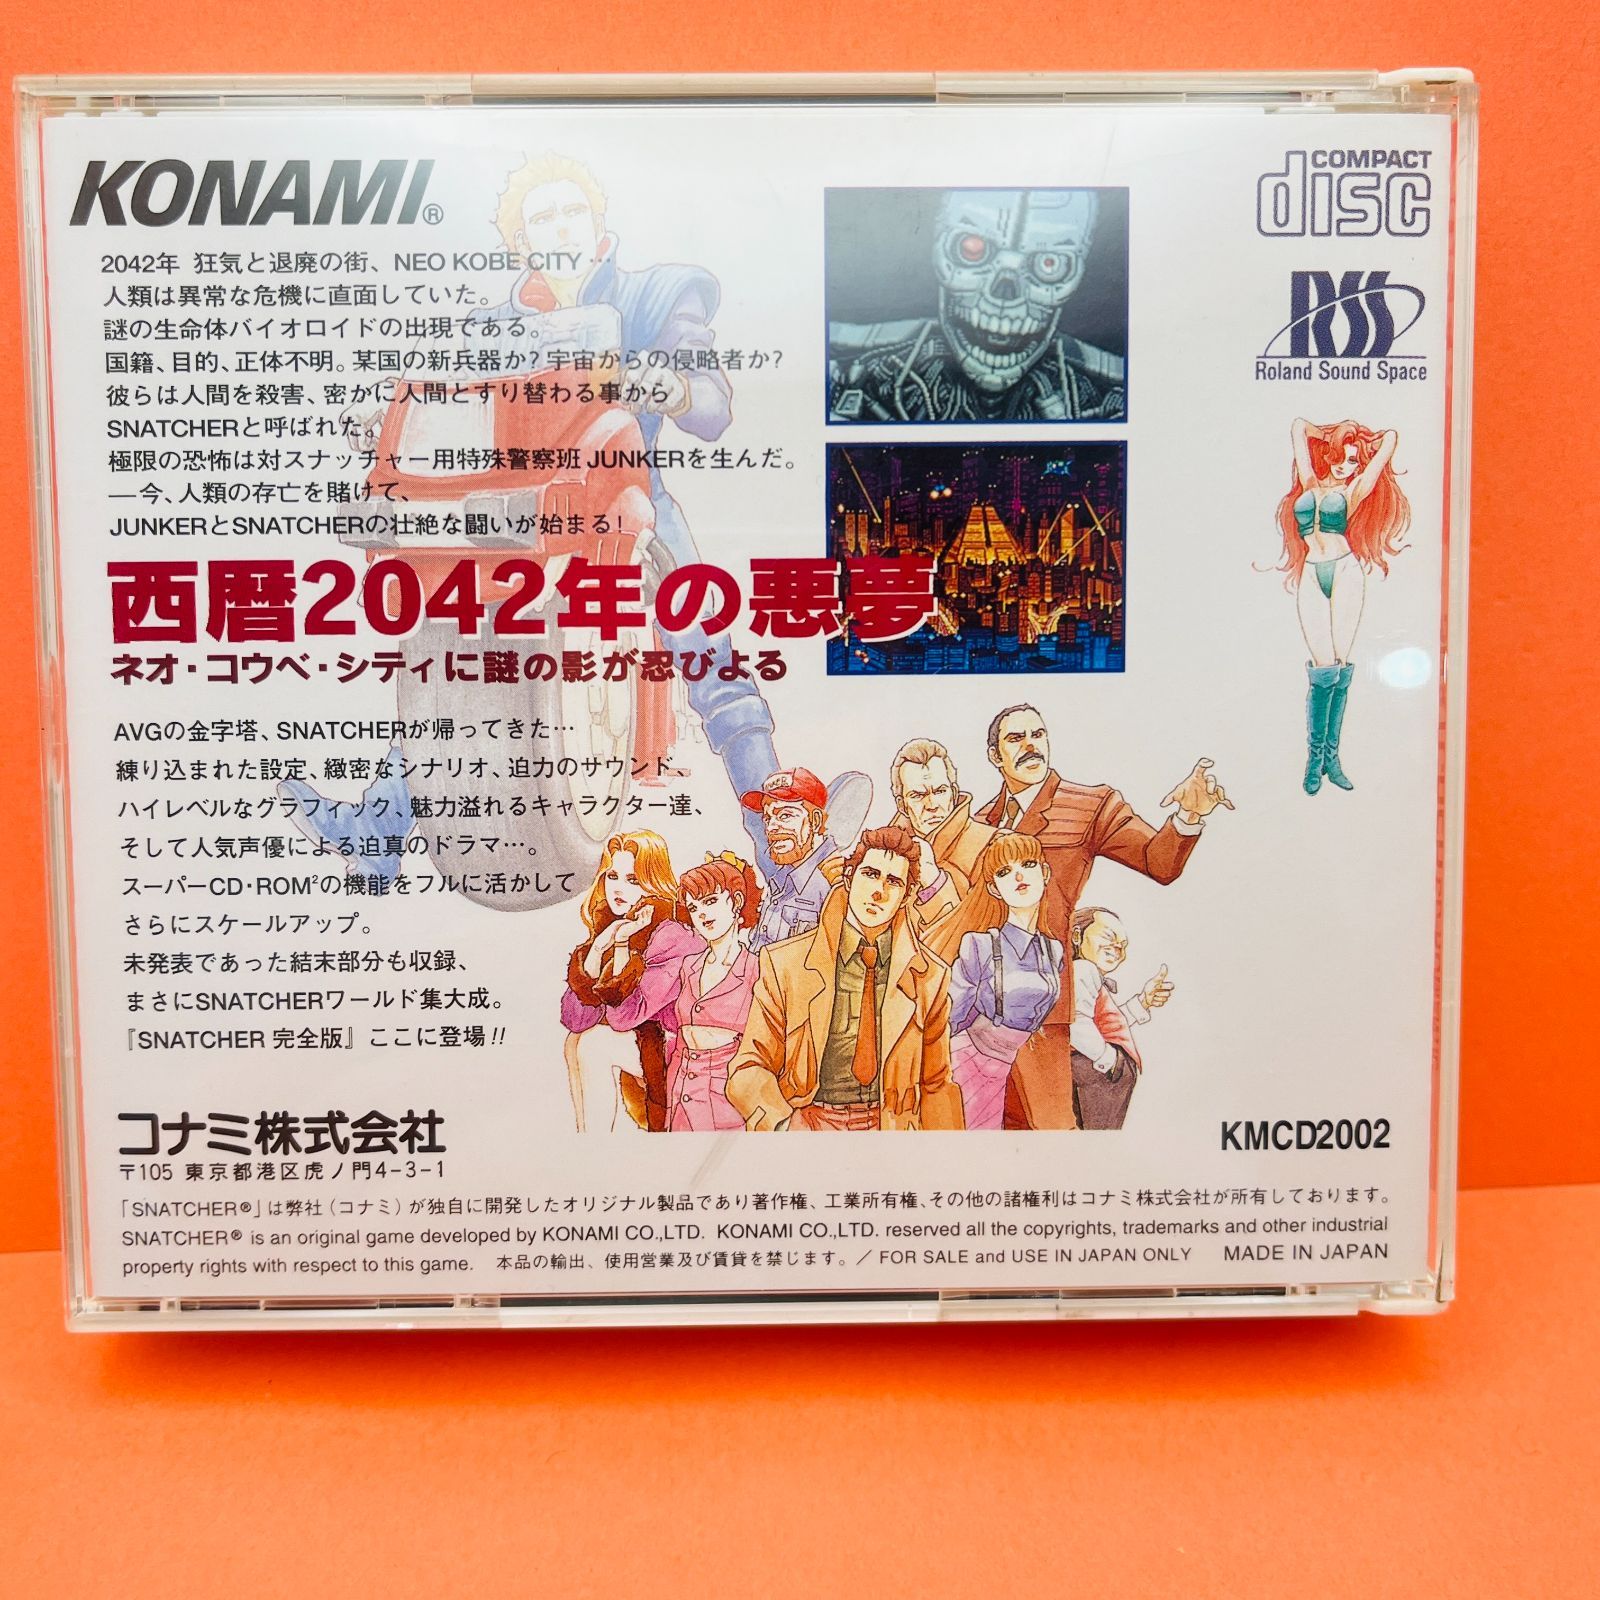 KONAMI®
COMPACT
disc
RSS
Roland Sound Space
2042年 狂気と退廃の街、NEO KOBE CITY…
人類は異常な危機に直面していた。
謎の生命体バイオロイドの出現である。
国籍、目的、正体不明。某国の新兵器か?宇宙からの侵略者か?
彼らは人間を殺害、密かに人間とすり替わる事から
SNATCHERと呼ばれた。
極限の恐怖は対スナッチャー用特殊警察班JUNKERを生んだ。
―今、人類の存亡を賭けて、
JUNKERとSNATCHERの壮絶な闘いが始まる!
西暦2042年の悪夢
ネオ・コウベ・シティに謎の影が忍びよる
AVGの金字塔、SNATCHERが帰ってきた…
練り込まれた設定、緻密なシナリオ、迫力のサウンド、
ハイレベルなグラフィック、魅力溢れるキャラクター達、
そして人気声優による迫真のドラマ…。
スーパーCD・ROM²の機能をフルに活かして
さらにスケールアップ。
未発表であった結末部分も収録、
まさにSNATCHERワールド集大成。
『SNATCHER 完全版』ここに登場!!
コナミ株式会社
〒105 東京都港区虎ノ門4-3-1
KMCD2002
「SNATCHER®」は弊社(コナミ)が独自に開発したオリジナル製品であり著作権、工業所有権、その他の諸権利はコナミ株式会社が所有しております。
SNATCHER® is an original game developed by KONAMI CO.,LTD. KONAMI CO.,LTD. reserved all the copyrights, trademarks and other industrial
property rights with respect to this game. 本品の輸出、使用営業及び賃貸を禁じます。/ FOR SALE and USE IN JAPAN ONLY MADE IN JAPAN